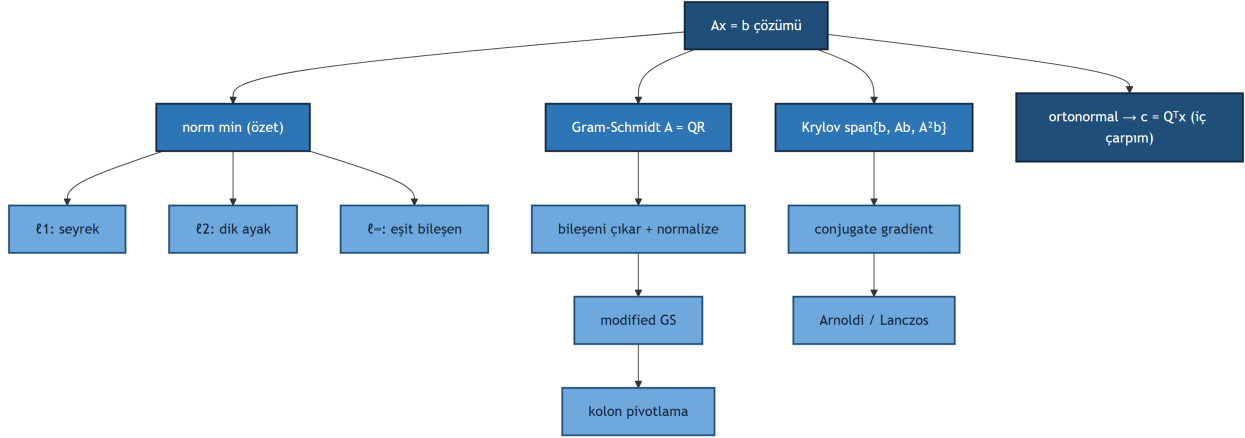 Ax = b çözümü
norm min (özet)
Gram-Schmidt A = QR
Krylov span{b, Ab, A²b}
ortonormal → c = Qᵀx (iç
çarpım)
ℓ1: seyrek
ℓ2: dik ayak
ℓ∞: eşit bileşen
bileşeni çıkar + normalize
conjugate gradient
modified GS
Arnoldi / Lanczos
kolon pivotlama